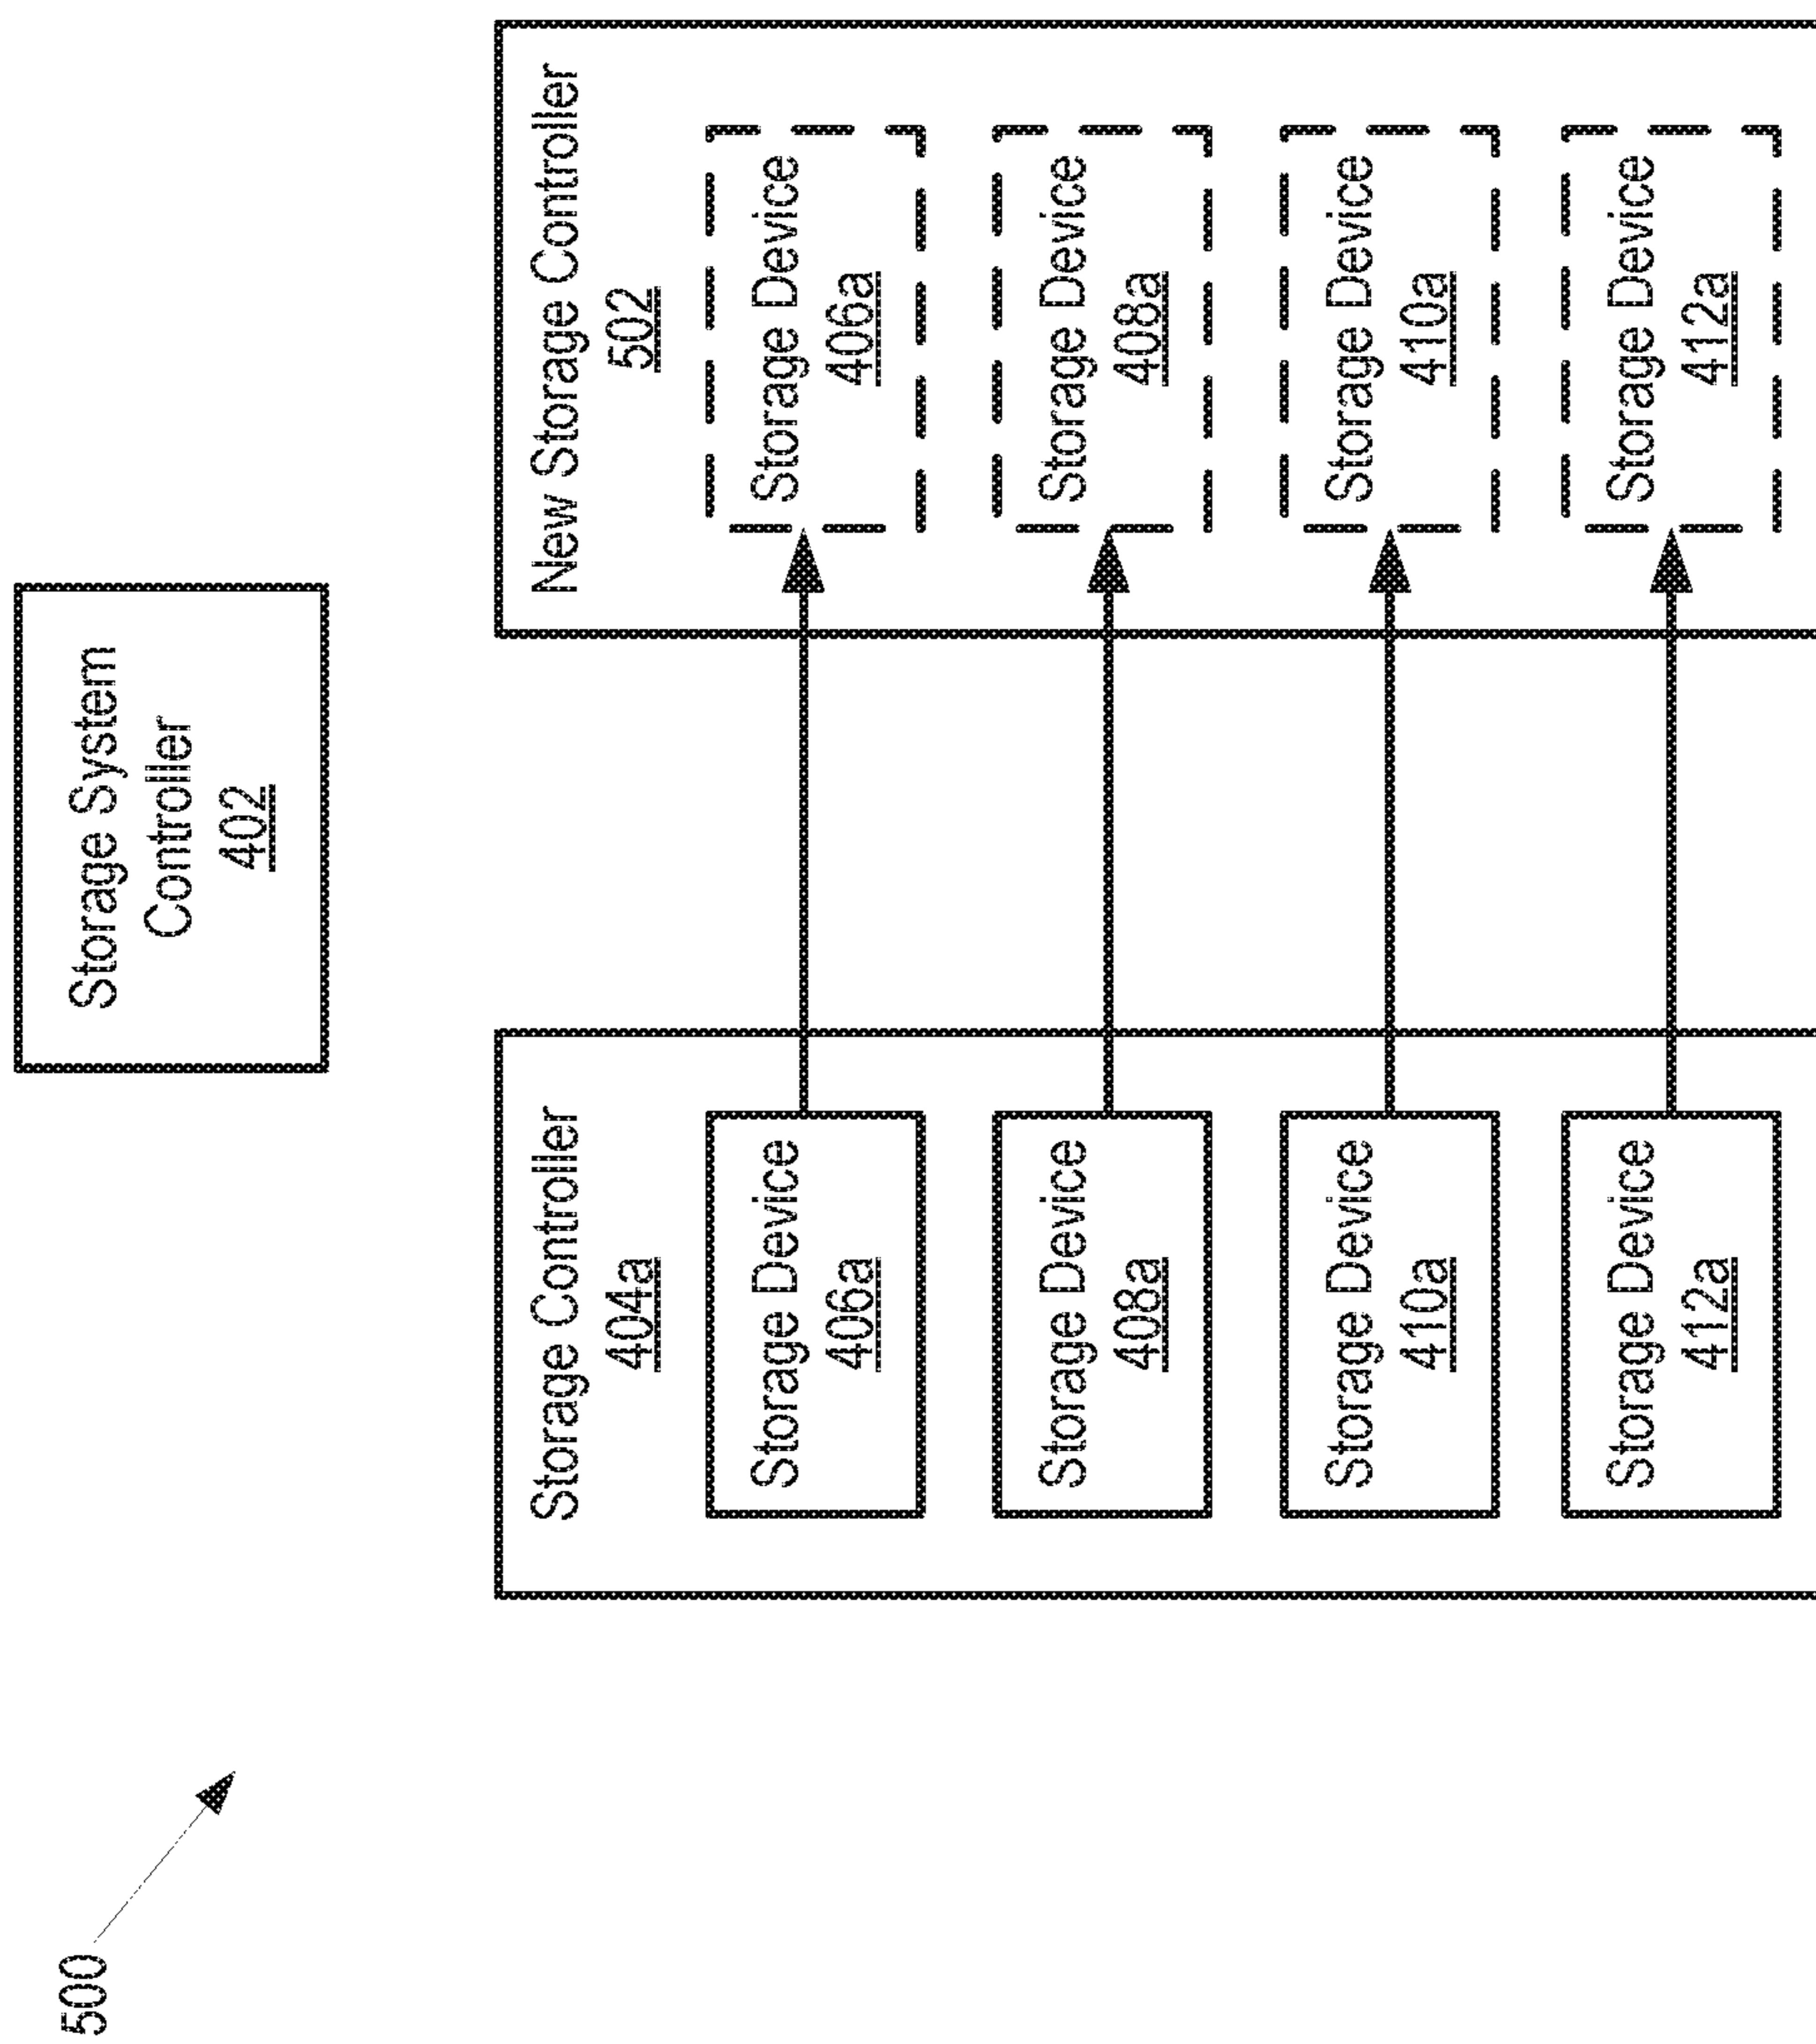 500
Storage System
Controller
402
Storage Controller
404a
Storage Device
406a
Storage Device
408a
Storage Device
410a
Storage Device
412a
New Storage Controller
502
Storage Device
406a
Storage Device
408a
Storage Device
410a
Storage Device
412a